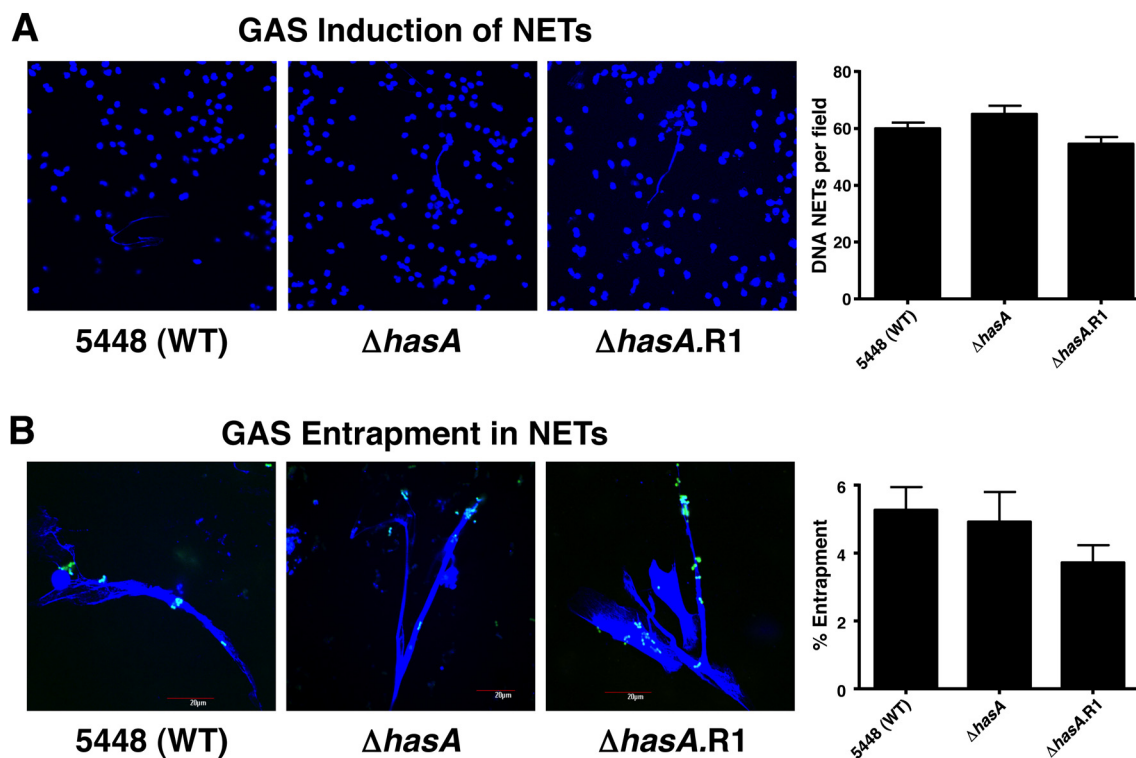 A
GAS Induction of NETs
5448 (WT)
ΔhasA
ΔhasA.R1
DNA NETs per field
80
60
40
20
0
5448 (WT)
ΔhasA
ΔhasA.R1
B
GAS Entrapment in NETs
20µm
20µm
20µm
5448 (WT)
ΔhasA
ΔhasA.R1
% Entrapment
6
4
2
0
5448 (WT)
ΔhasA
ΔhasA.R1